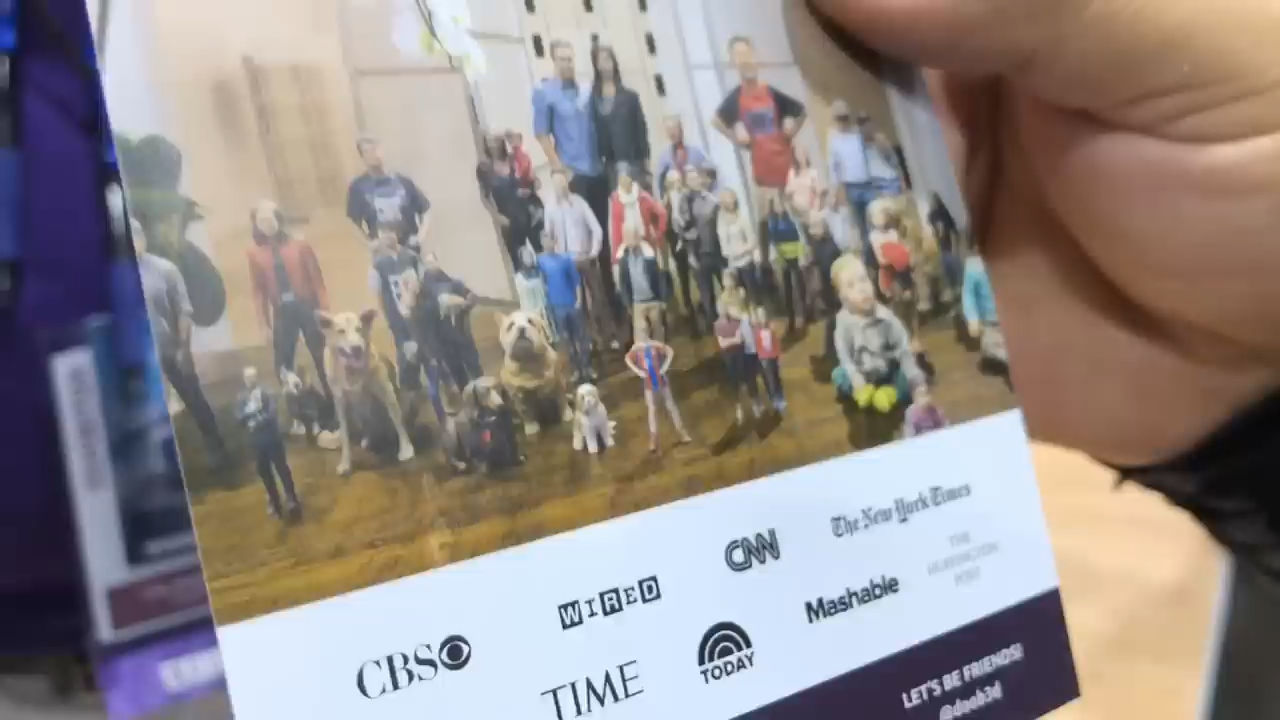 The New York Times
CNN
WIRED
THE
HUFFINGTON
POST
Mashable
CBS
TODAY
TIME
LET'S BE FRIENDS!
@doob3d